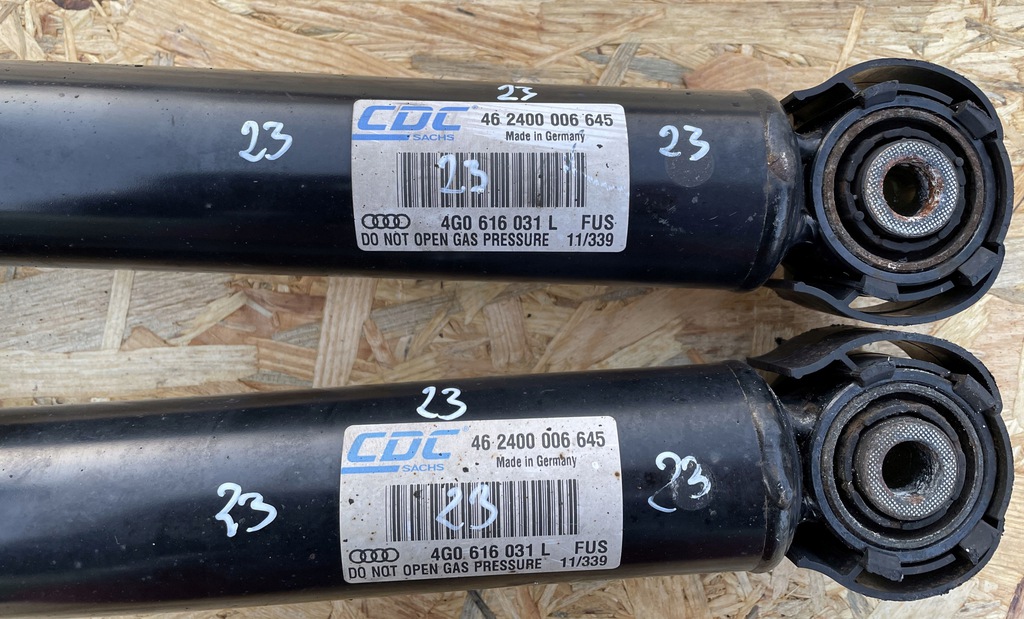 23
23
CDC
SACHS
46 2400 006 645
Made in Germany
23
23
4G0 616 031 L FUS
DO NOT OPEN GAS PRESSURE 11/339
23
23
CDC
SACHS
46 2400 006 645
Made in Germany
23
23
4G0 616 031 L FUS
DO NOT OPEN GAS PRESSURE 11/339